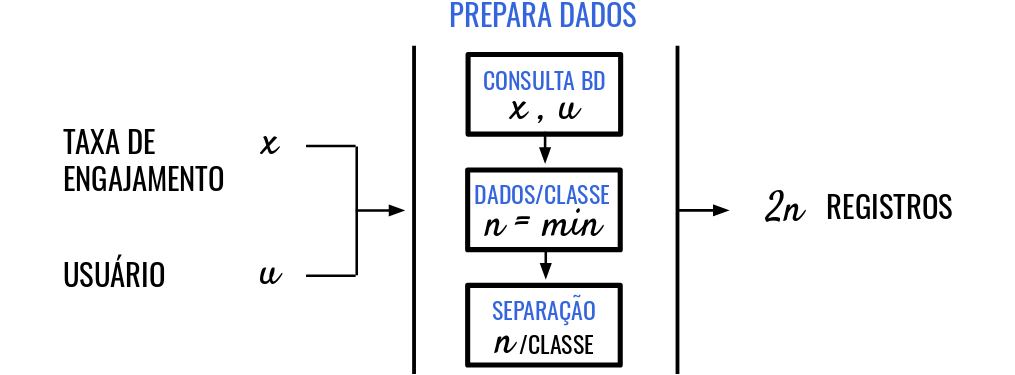 PREPARA DADOS
TAXA DE
ENGAJAMENTO
x
USUÁRIO
u
CONSULTA BD
x , u
DADOS/CLASSE
n = min
SEPARAÇÃO
n /CLASSE
2n REGISTROS